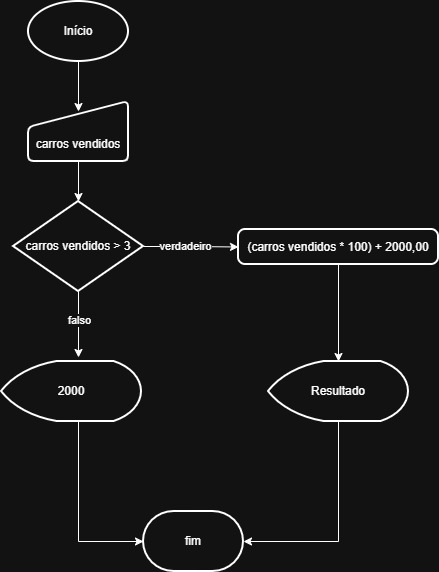 Início
carros vendidos
carros vendidos > 3
verdadeiro
(carros vendidos * 100) + 2000,00
falso
2000
Resultado
fim